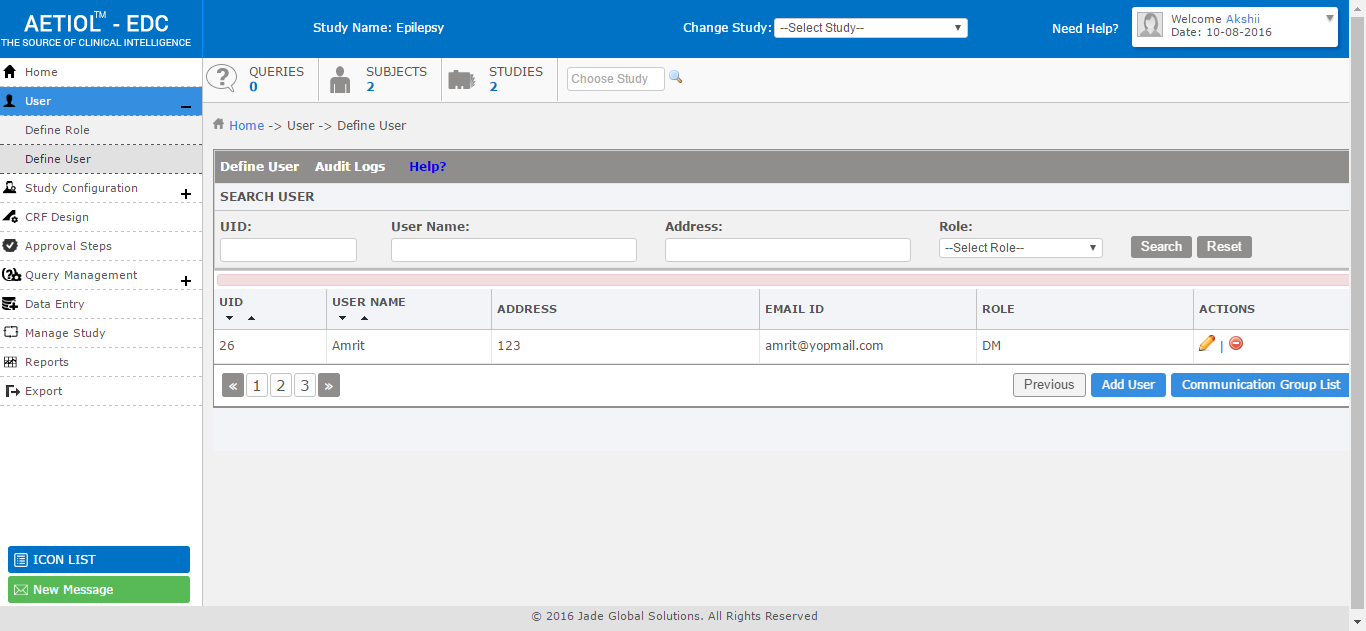 AETIOL™ - EDC
THE SOURCE OF CLINICAL INTELLIGENCE
Study Name: Epilepsy
Change Study: --Select Study--
Need Help?
Welcome Akshii
Date: 10-08-2016
Home
User
Define Role
Define User
Study Configuration
CRF Design
Approval Steps
Query Management
Data Entry
Manage Study
Reports
Export
ICON LIST
New Message
QUERIES
0
SUBJECTS
2
STUDIES
2
Choose Study
Home -> User -> Define User
Define User Audit Logs Help?
SEARCH USER
UID: User Name: Address: Role:
--Select Role-- Search Reset
UID USER NAME ADDRESS EMAIL ID ROLE ACTIONS
26 Amrit 123 amrit@yopmail.com DM |
« 1 2 3 » Previous Add User Communication Group List
© 2016 Jade Global Solutions. All Rights Reserved